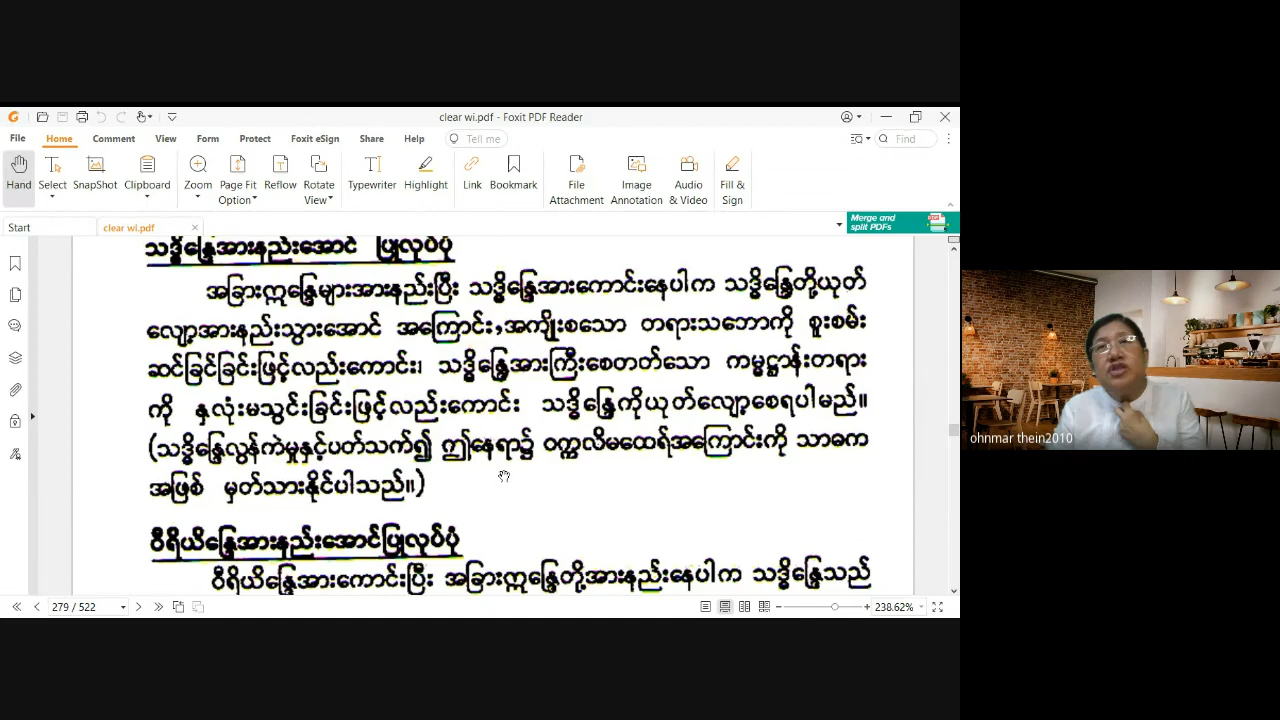 clear wi.pdf - Foxit PDF Reader
File Home Comment View Form Protect Foxit eSign Share Help Tell me Find
Hand Select SnapShot Clipboard Zoom Page Fit Option Reflow Rotate View Typewriter Highlight Link Bookmark File Attachment Image Annotation Audio & Video Fill & Sign
Start clear wi.pdf Merge and split PDFs
သဒ္ဓိန္ဒြေအားနည်းအောင် ပြုလုပ်ပုံ
အခြားဣန္ဒြေများအားနည်းပြီး သဒ္ဓိန္ဒြေအားကောင်းနေပါက သဒ္ဓိန္ဒြေတို့ယုတ်
လျော့အားနည်းသွားအောင် အကြောင်း,အကျိုးစသော တရားသဘောကို စူးစမ်း
ဆင်ခြင်ခြင်းဖြင့်လည်းကောင်း၊ သဒ္ဓိန္ဒြေအားကြီးစေတတ်သော ကမ္မဋ္ဌာန်းတရား
ကို နှလုံးမသွင်းခြင်းဖြင့်လည်းကောင်း သဒ္ဓိန္ဒြေကိုယုတ်လျော့စေရပါမည်။
(သဒ္ဓိန္ဒြေလွန်ကဲမှုနှင့်ပတ်သက်၍ ဤနေရာ၌ ဝက္ကလိမထေရ်အကြောင်းကို သာဓက
အဖြစ် မှတ်သားနိုင်ပါသည်။)
ဝီရိယိန္ဒြေအားနည်းအောင်ပြုလုပ်ပုံ
ဝီရိယိန္ဒြေအားကောင်းပြီး အခြားဣန္ဒြေတို့အားနည်းနေပါက သဒ္ဓိန္ဒြေသည်
279 / 522 238.62%
ohnmar thein2010